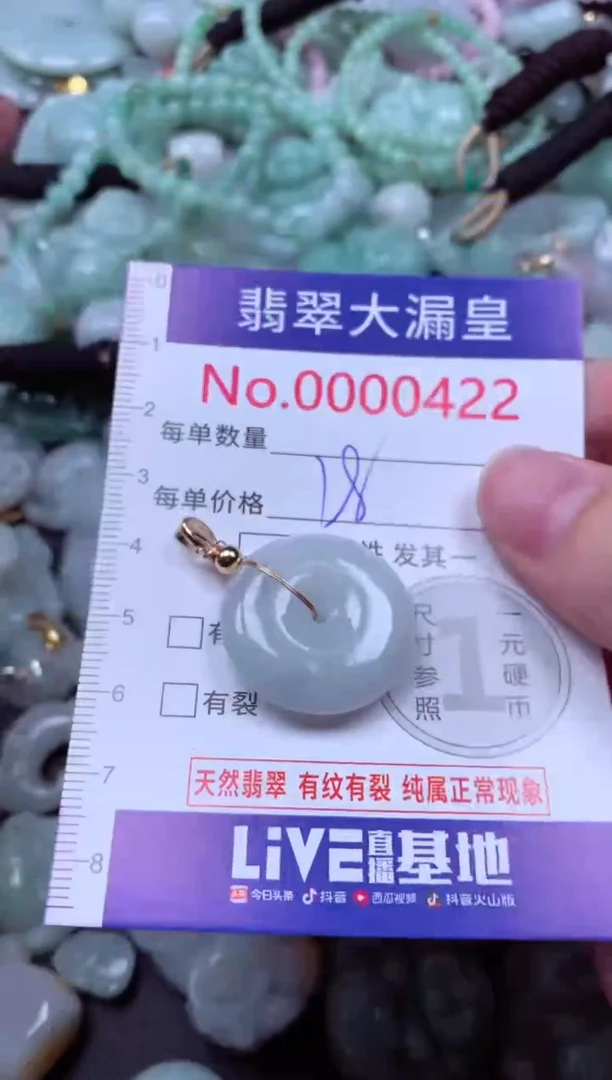 翡翠大漏皇
No.0000422
每单数量
每单价格 18
发其一
有裂
尺寸参照
1
一元硬币
天然翡翠 有纹有裂 纯属正常现象
LiVE直播基地
今日头条 抖音 西瓜视频 抖音火山版
0
1
2
3
4
5
6
7
8